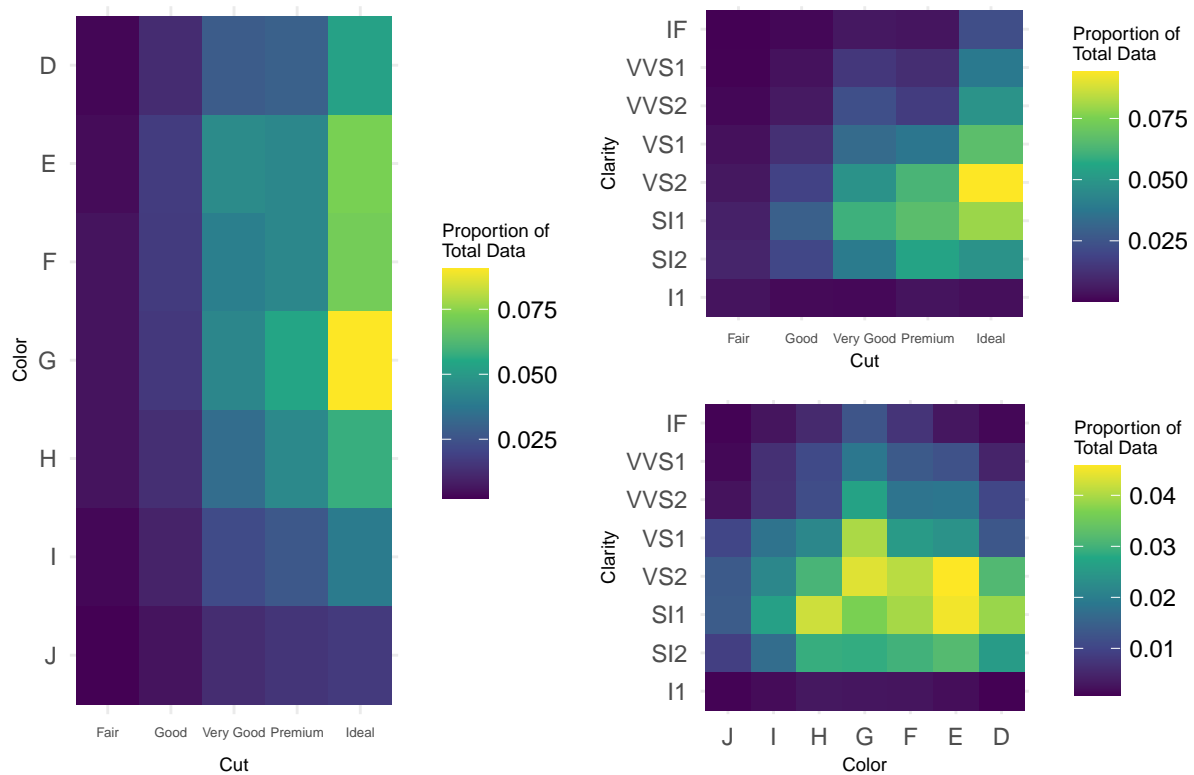 D
E
F
G
H
I
J
Color
Fair Good Very Good Premium Ideal
Cut
Proportion of
Total Data
0.075
0.050
0.025
IF
VVS1
VVS2
VS1
VS2
SI1
SI2
I1
Clarity
Fair Good Very Good Premium Ideal
Cut
Proportion of
Total Data
0.075
0.050
0.025
IF
VVS1
VVS2
VS1
VS2
SI1
SI2
I1
Clarity
J I H G F E D
Color
Proportion of
Total Data
0.04
0.03
0.02
0.01